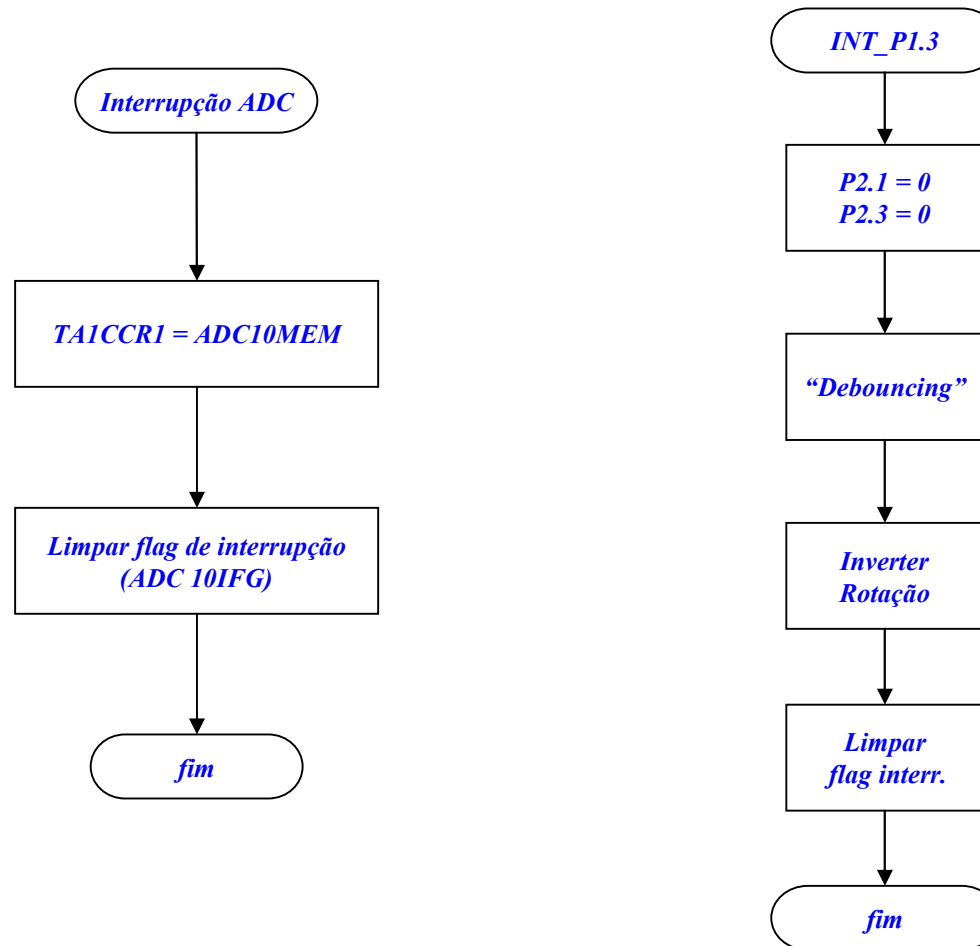 Interrupção ADC
TA1CCR1 = ADC10MEM
Limpar flag de interrupção
(ADC 10IFG)
fim
INT_P1.3
P2.1 = 0
P2.3 = 0
“Debouncing”
Inverter
Rotação
Limpar
flag interr.
fim